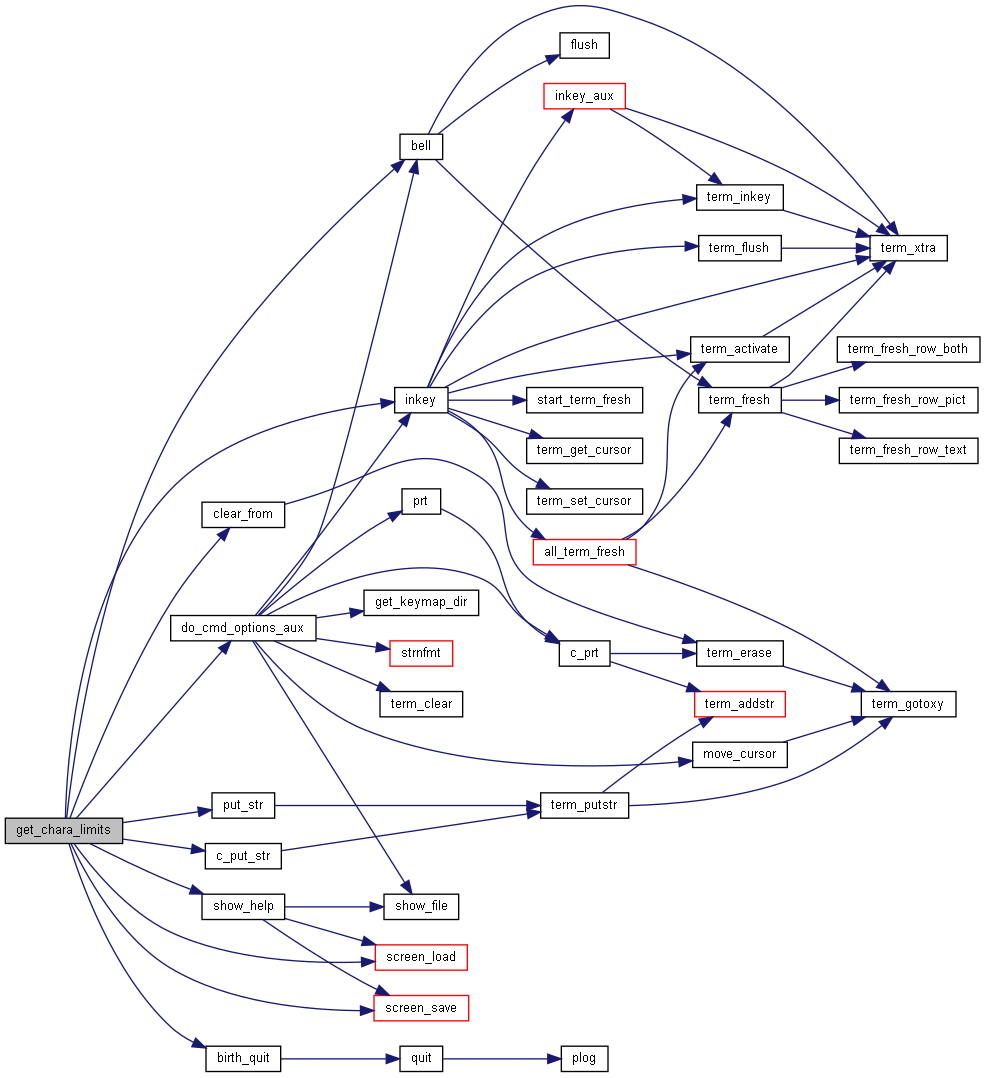 flush
inkey_aux
bell
term_inkey
term_flush
term_xtra
term_activate
term_fresh_row_both
inkey
start_term_fresh
term_fresh
term_fresh_row_pict
term_get_cursor
term_fresh_row_text
prt
term_set_cursor
clear_from
all_term_fresh
get_keymap_dir
do_cmd_options_aux
strnfmt
c_prt
term_erase
term_clear
term_addstr
term_gotoxy
move_cursor
put_str
term_putstr
get_chara_limits
c_put_str
show_help
show_file
screen_load
screen_save
birth_quit
quit
plog